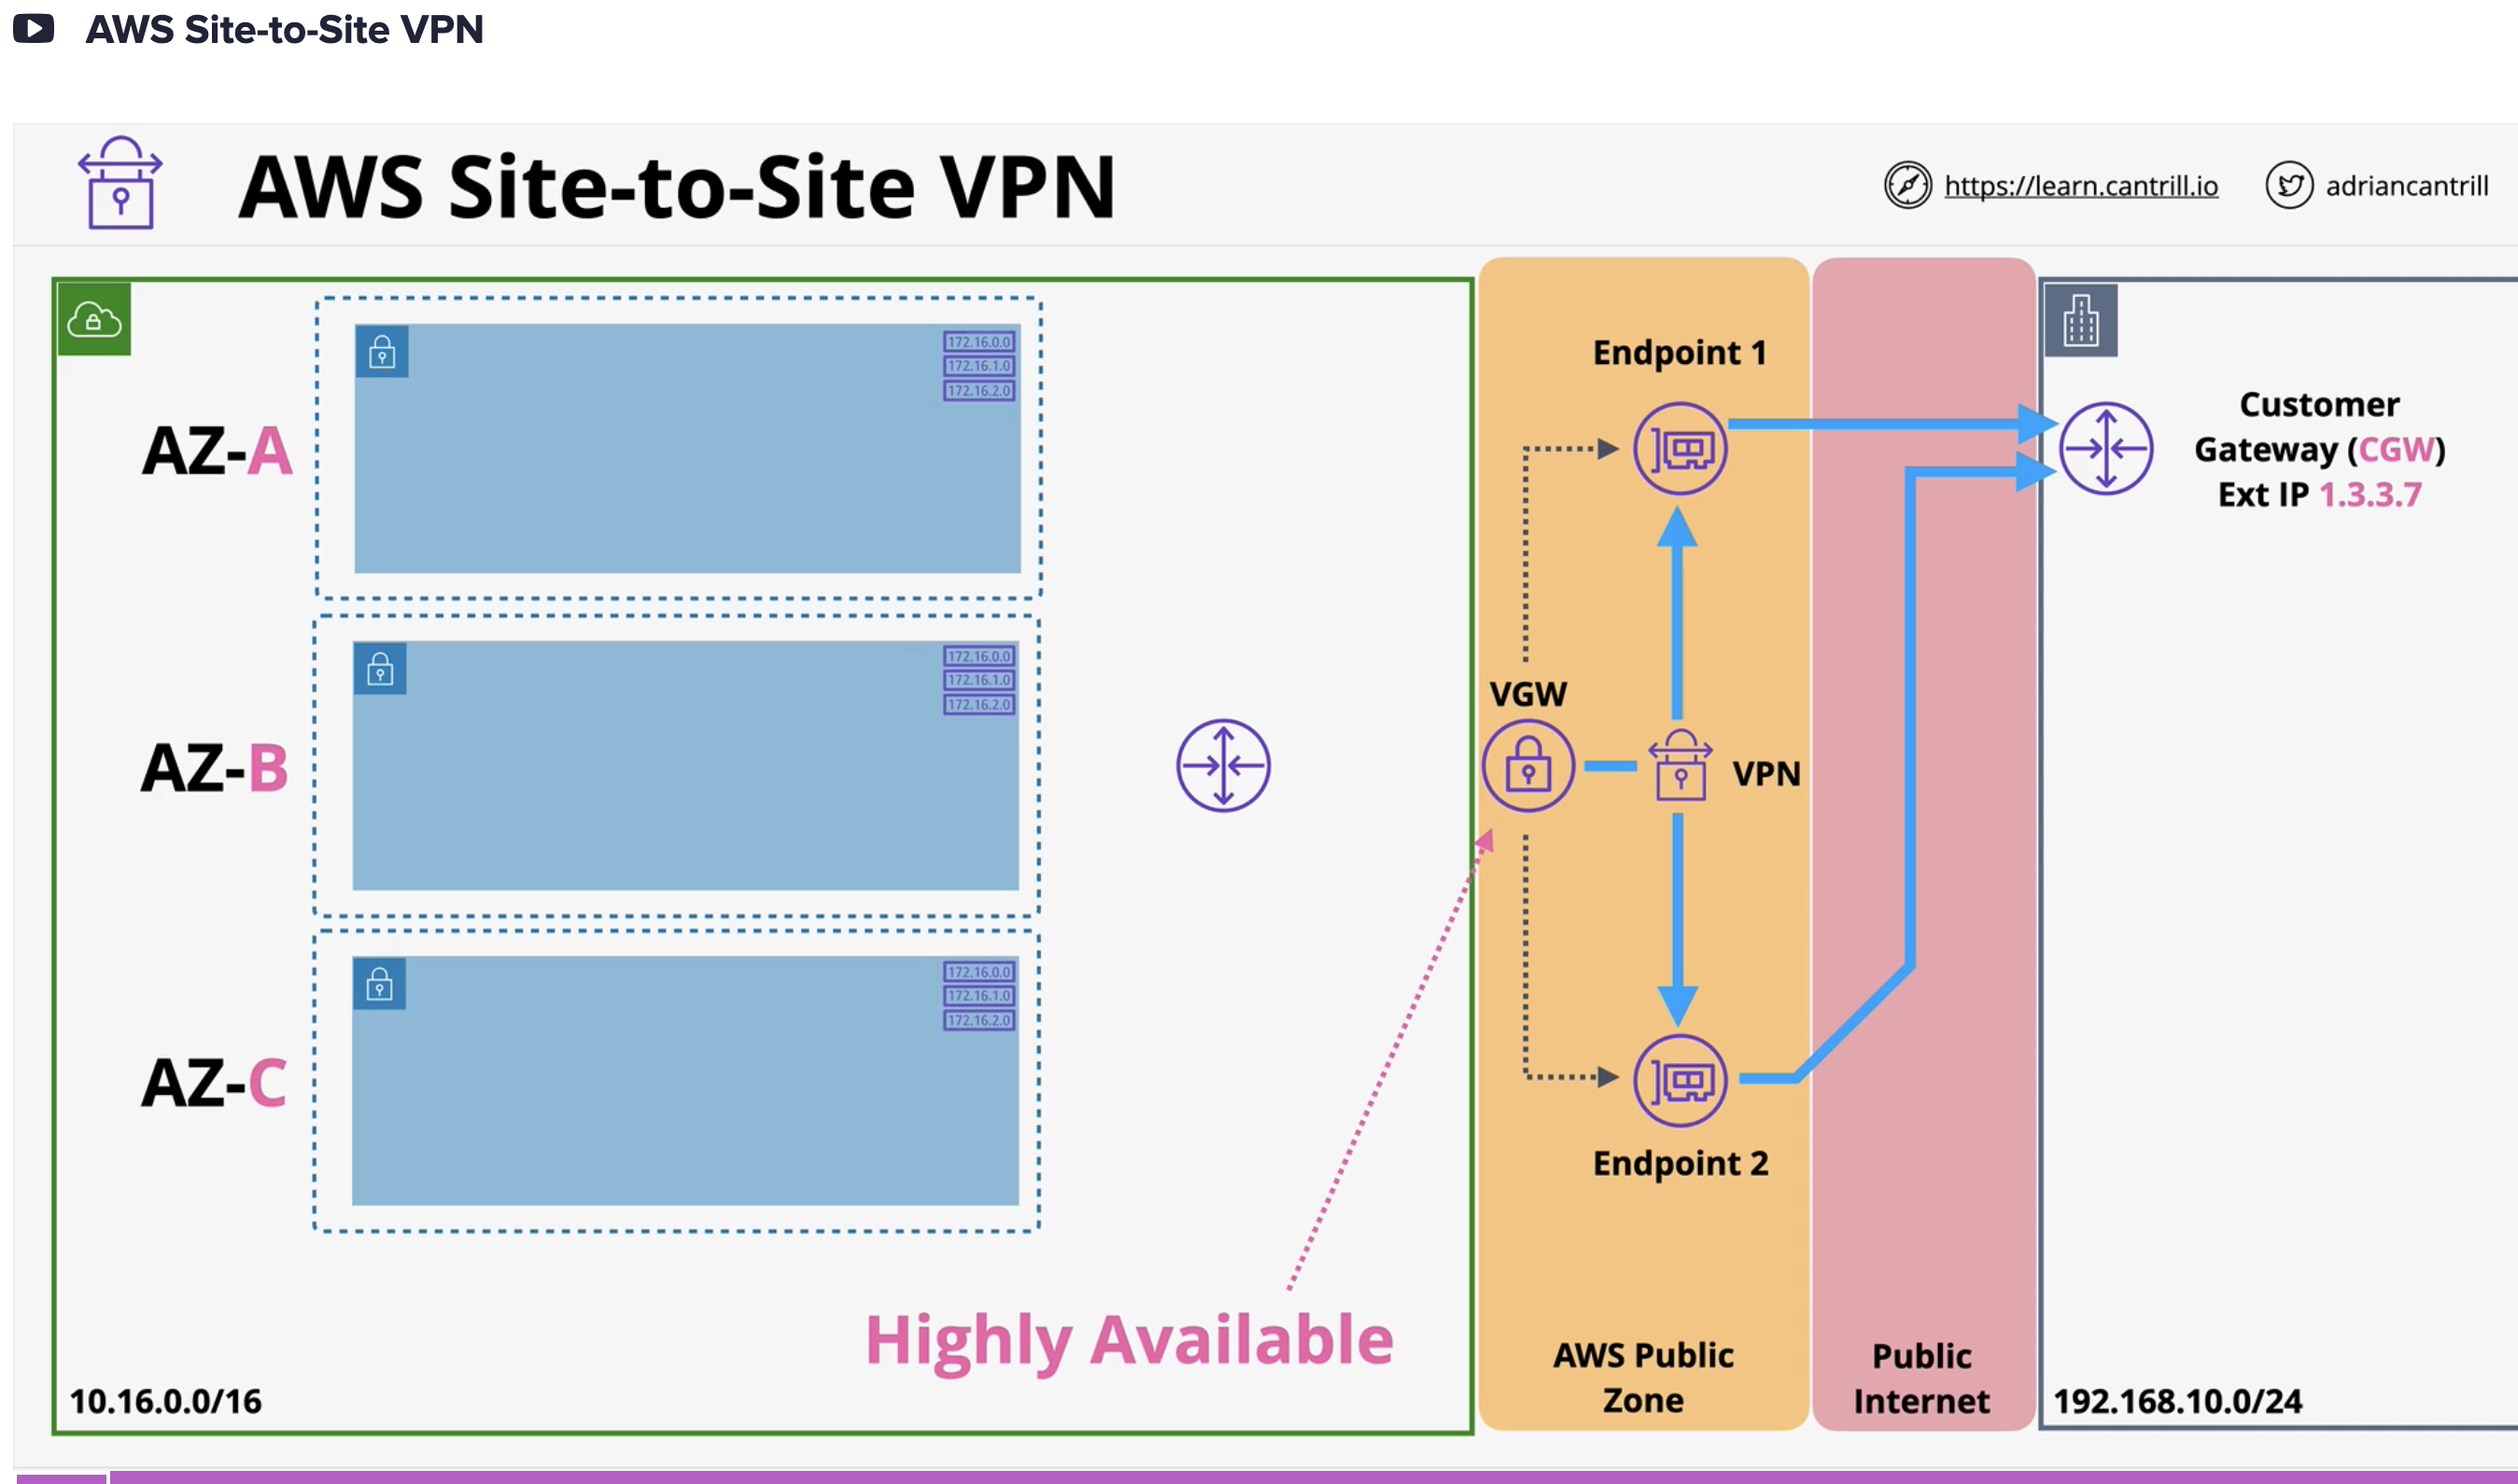 AWS Site-to-Site VPN
AWS Site-to-Site VPN
https://learn.cantrill.io
adriancantrill
172.16.0.0
172.16.1.0
172.16.2.0
AZ-A
Endpoint 1
Customer
Gateway (CGW)
Ext IP 1.3.3.7
172.16.0.0
172.16.1.0
172.16.2.0
AZ-B
VGW
VPN
172.16.0.0
172.16.1.0
172.16.2.0
AZ-C
Endpoint 2
Highly Available
10.16.0.0/16
AWS Public
Zone
Public
Internet
192.168.10.0/24